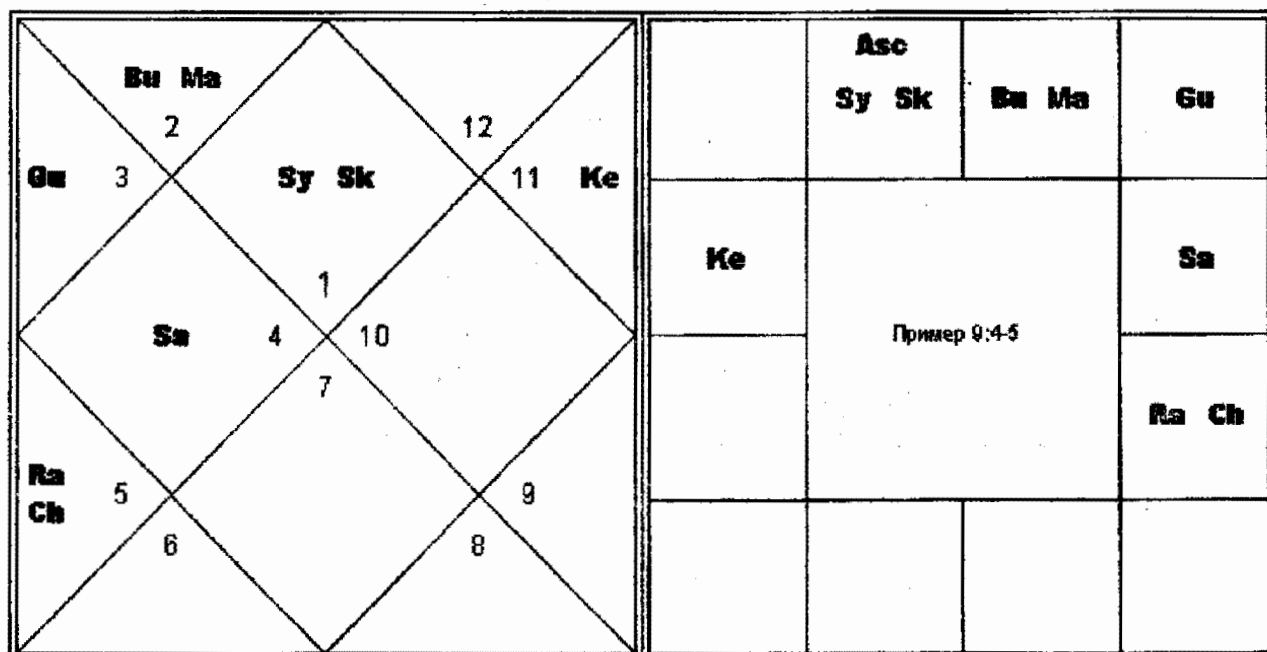 Bu Ma
2
12
Gu 3
Sy Sk
11 Ke
1
Sa 4
10
7
Ra
Ch
5
9
6
8
Asc
Sy Sk
Bu Ma
Gu
Ke
Sa
Пример 9:4-5
Ra Ch